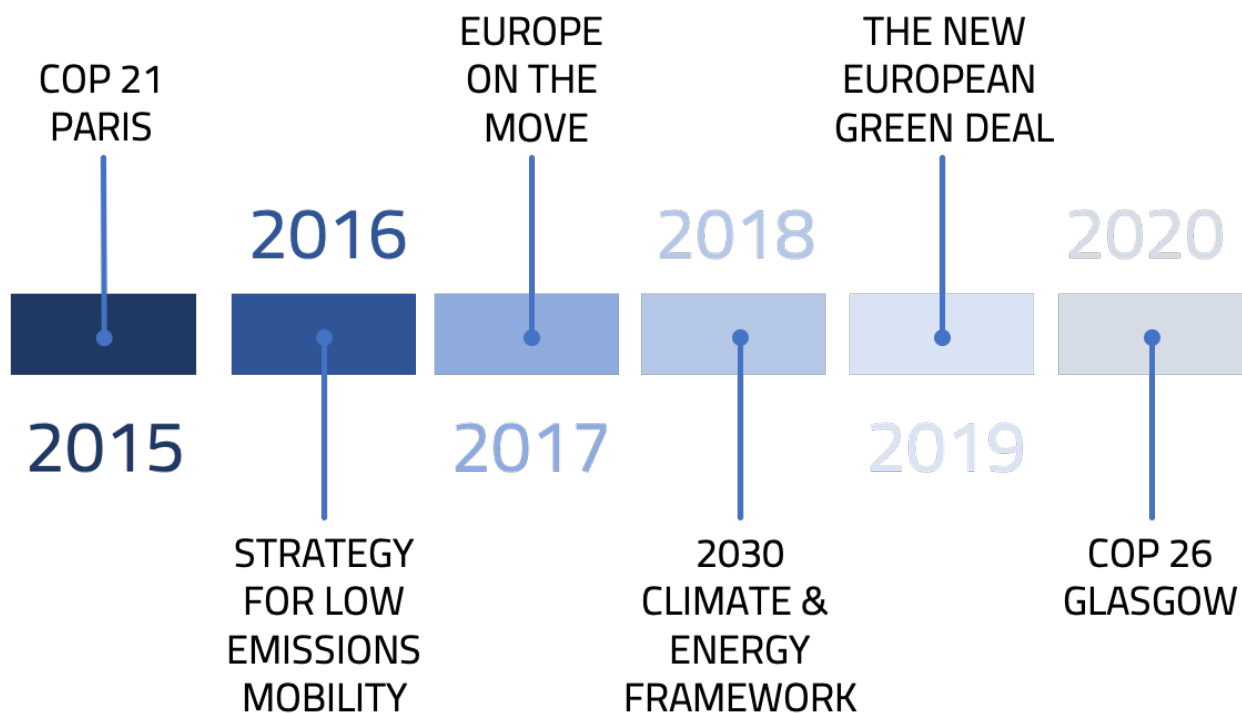 COP 21
PARIS
2015
2016
STRATEGY
FOR LOW
EMISSIONS
MOBILITY
EUROPE
ON THE
MOVE
2017
2018
2030
CLIMATE &
ENERGY
FRAMEWORK
THE NEW
EUROPEAN
GREEN DEAL
2019
2020
COP 26
GLASGOW